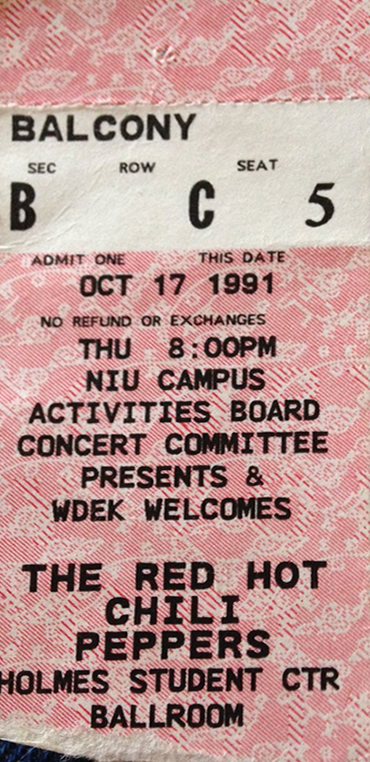 BALCONY
SEC ROW SEAT
B C 5
ADMIT ONE THIS DATE
OCT 17 1991
NO REFUND OR EXCHANGES
THU 8:00PM
NIU CAMPUS
ACTIVITIES BOARD
CONCERT COMMITTEE
PRESENTS &
WDEK WELCOMES
THE RED HOT
CHILI
PEPPERS
HOLMES STUDENT CTR
BALLROOM